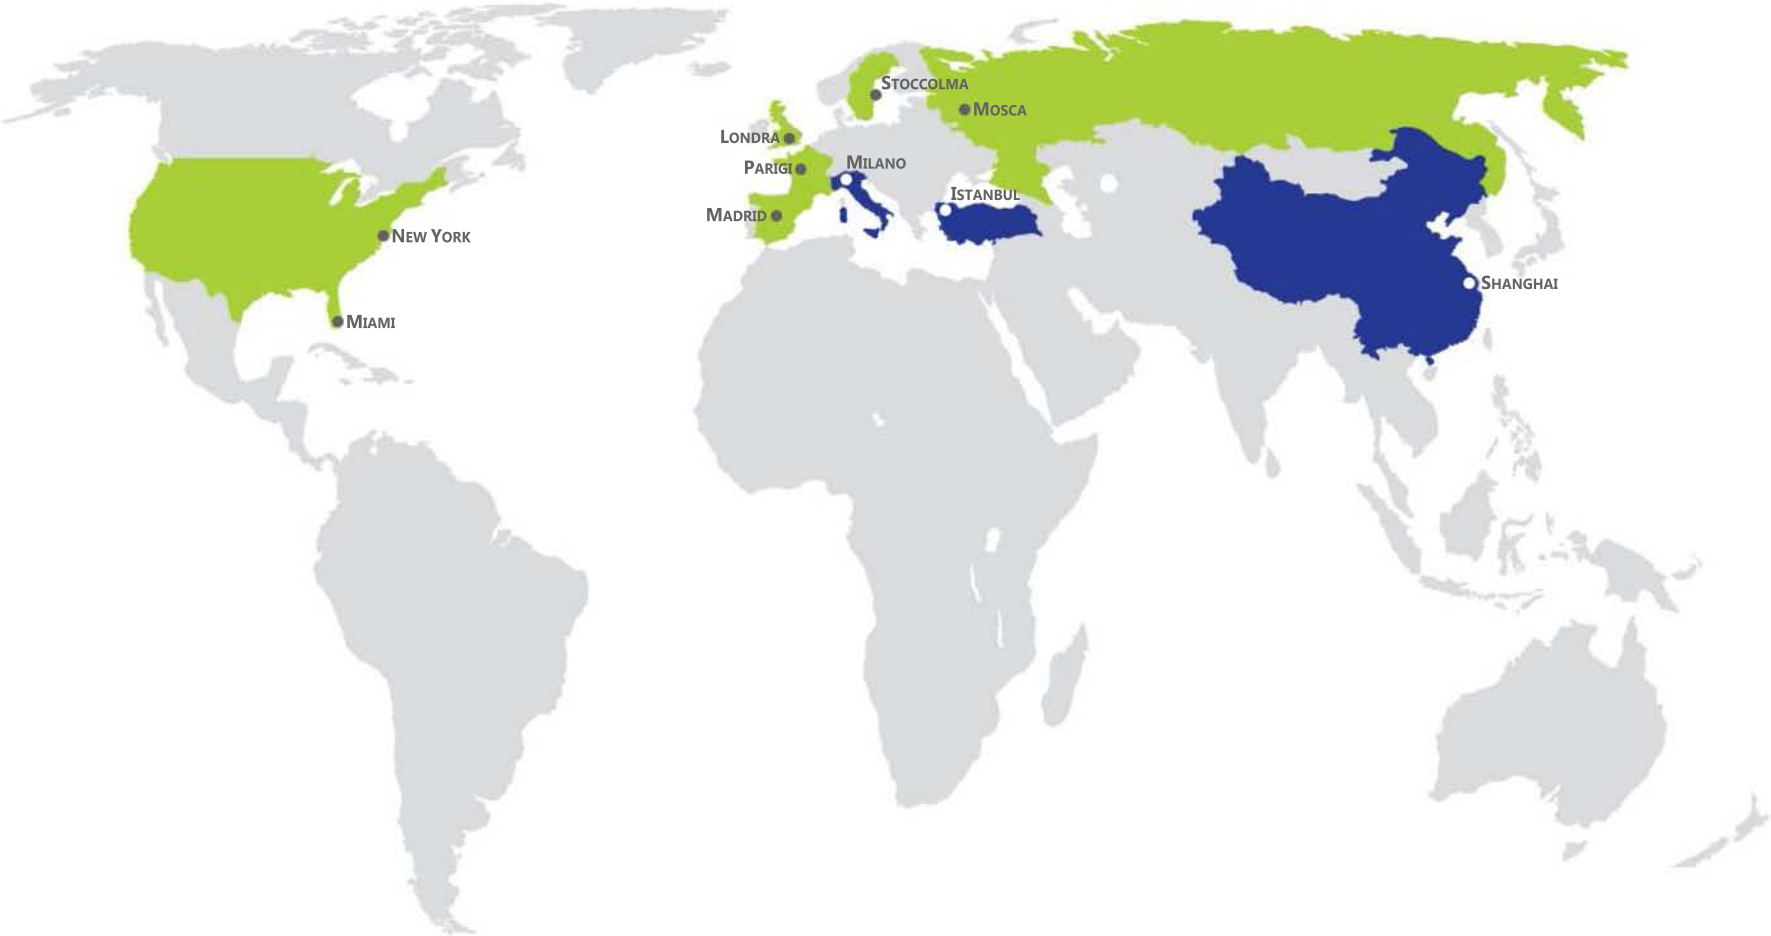 STOCCOLMA
MOSCA
LONDRA
MILANO
PARIGI
ISTANBUL
MADRID
NEW YORK
SHANGHAI
MIAMI